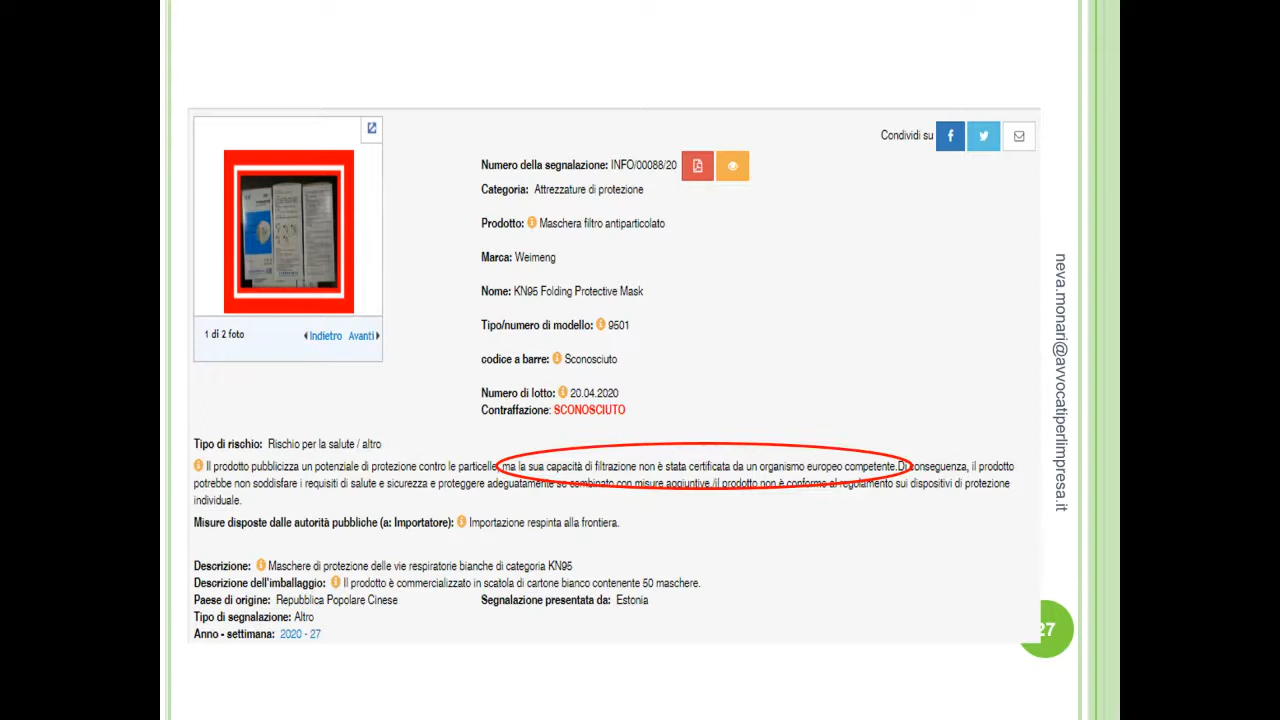 Condividi su
Numero della segnalazione: INFO/00088/20
Categoria: Attrezzature di protezione
Prodotto: Maschera filtro antiparticolato
Marca: Weimeng
Nome: KN95 Folding Protective Mask
Tipo/numero di modello: 9501
codice a barre: Sconosciuto
Numero di lotto: 20.04.2020
Contraffazione: SCONOSCIUTO
1 di 2 foto Indietro Avanti
Tipo di rischio: Rischio per la salute / altro
Il prodotto pubblicizza un potenziale di protezione contro le particelle, ma la sua capacità di filtrazione non è stata certificata da un organismo europeo competente.Di conseguenza, il prodotto
potrebbe non soddisfare i requisiti di salute e sicurezza e proteggere adeguatamente se combinato con misure aggiuntive./il prodotto non è conforme al regolamento sui dispositivi di protezione
individuale.
Misure disposte dalle autorità pubbliche (a: Importatore): Importazione respinta alla frontiera.
Descrizione: Maschere di protezione delle vie respiratorie bianche di categoria KN95
Descrizione dell'imballaggio: Il prodotto è commercializzato in scatola di cartone bianco contenente 50 maschere.
Paese di origine: Repubblica Popolare Cinese Segnalazione presentata da: Estonia
Tipo di segnalazione: Altro
Anno - settimana: 2020 - 27
neva.monari@avvocatiperlimpresa.it
27